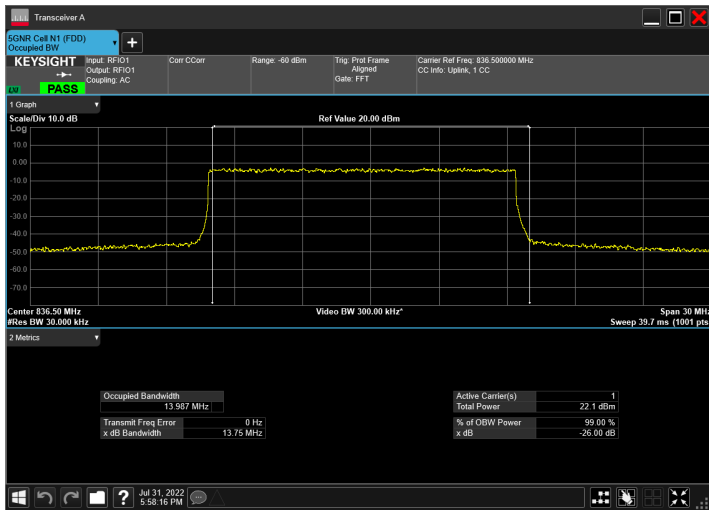 Transceiver A
5GNR Cell N1 (FDD)
Occupied BW
KEYSIGHT
LXI
PASS
Input: RFIO1
Output: RFIO1
Coupling: AC
Corr CCorr
Range: -60 dBm
Trig: Prot Frame
Aligned
Gate: FFT
Carrier Ref Freq: 836.500000 MHz
CC Info: Uplink, 1 CC
1 Graph
Scale/Div 10.0 dB
Ref Value 20.00 dBm
Log
10.0
0.00
-10.0
-20.0
-30.0
-40.0
-50.0
-60.0
-70.0
Center 836.50 MHz
Video BW 300.00 kHz*
Span 30 MHz
#Res BW 30.000 kHz
Sweep 39.7 ms (1001 pts)
2 Metrics
Occupied Bandwidth
13.987 MHz
Transmit Freq Error 0 Hz
x dB Bandwidth 13.75 MHz
Active Carrier(s) 1
Total Power 22.1 dBm
% of OBW Power 99.00 %
x dB -26.00 dB
Jul 31, 2022
5:58:16 PM